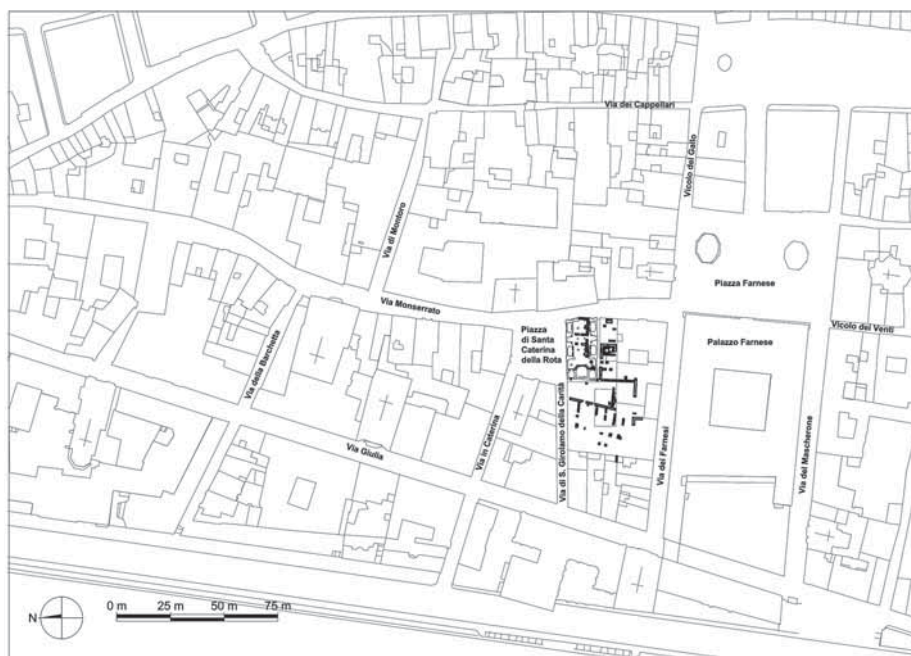 Via dei Cappellari
Vicolo del Gallo
Via di Montoro
Piazza Farnese
Via Monserrato
Piazza
di Santa
Caterina
della Rota
Palazzo Farnese
Vicolo dei Venti
Via della Barchetta
Via Giulia
Via in Caterina
Via di S. Girolamo della Carità
Via dei Farnesi
Via del Mascherone
N
0 m 25 m 50 m 75 m